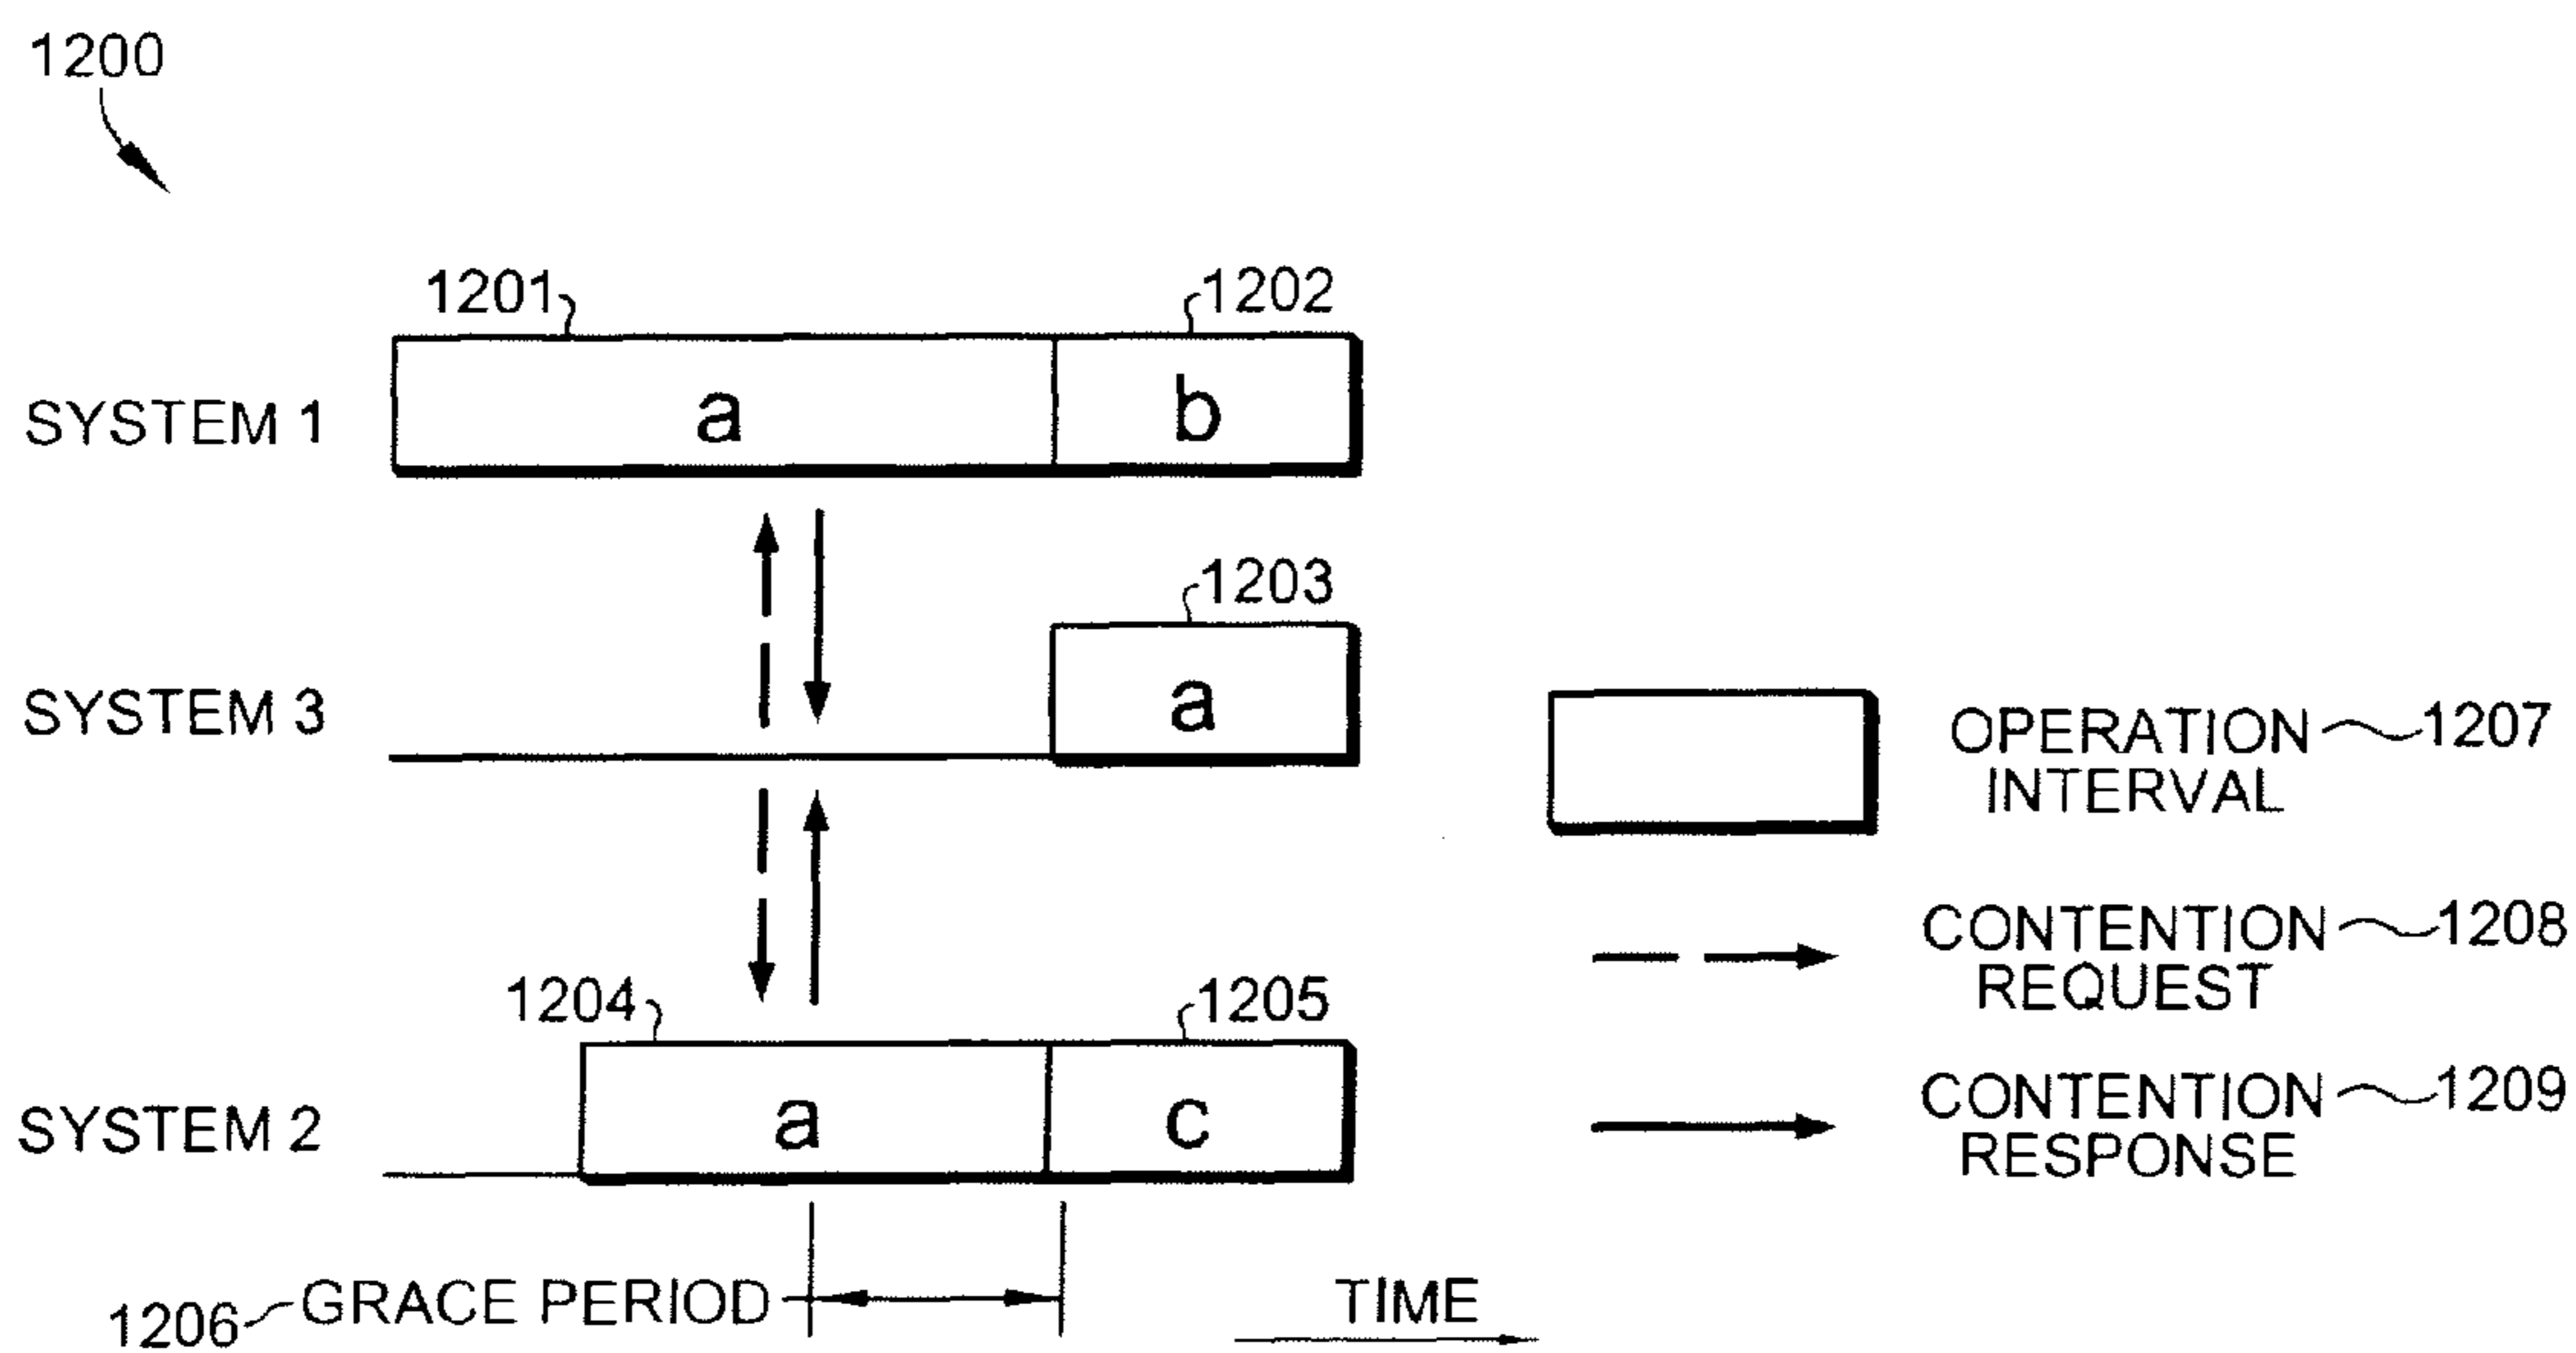 1200
1201
1202
SYSTEM 1
a
b
1203
SYSTEM 3
a
OPERATION 1207
INTERVAL
CONTENTION 1208
REQUEST
1204
1205
SYSTEM 2
a
c
CONTENTION 1209
RESPONSE
1206 GRACE PERIOD
TIME